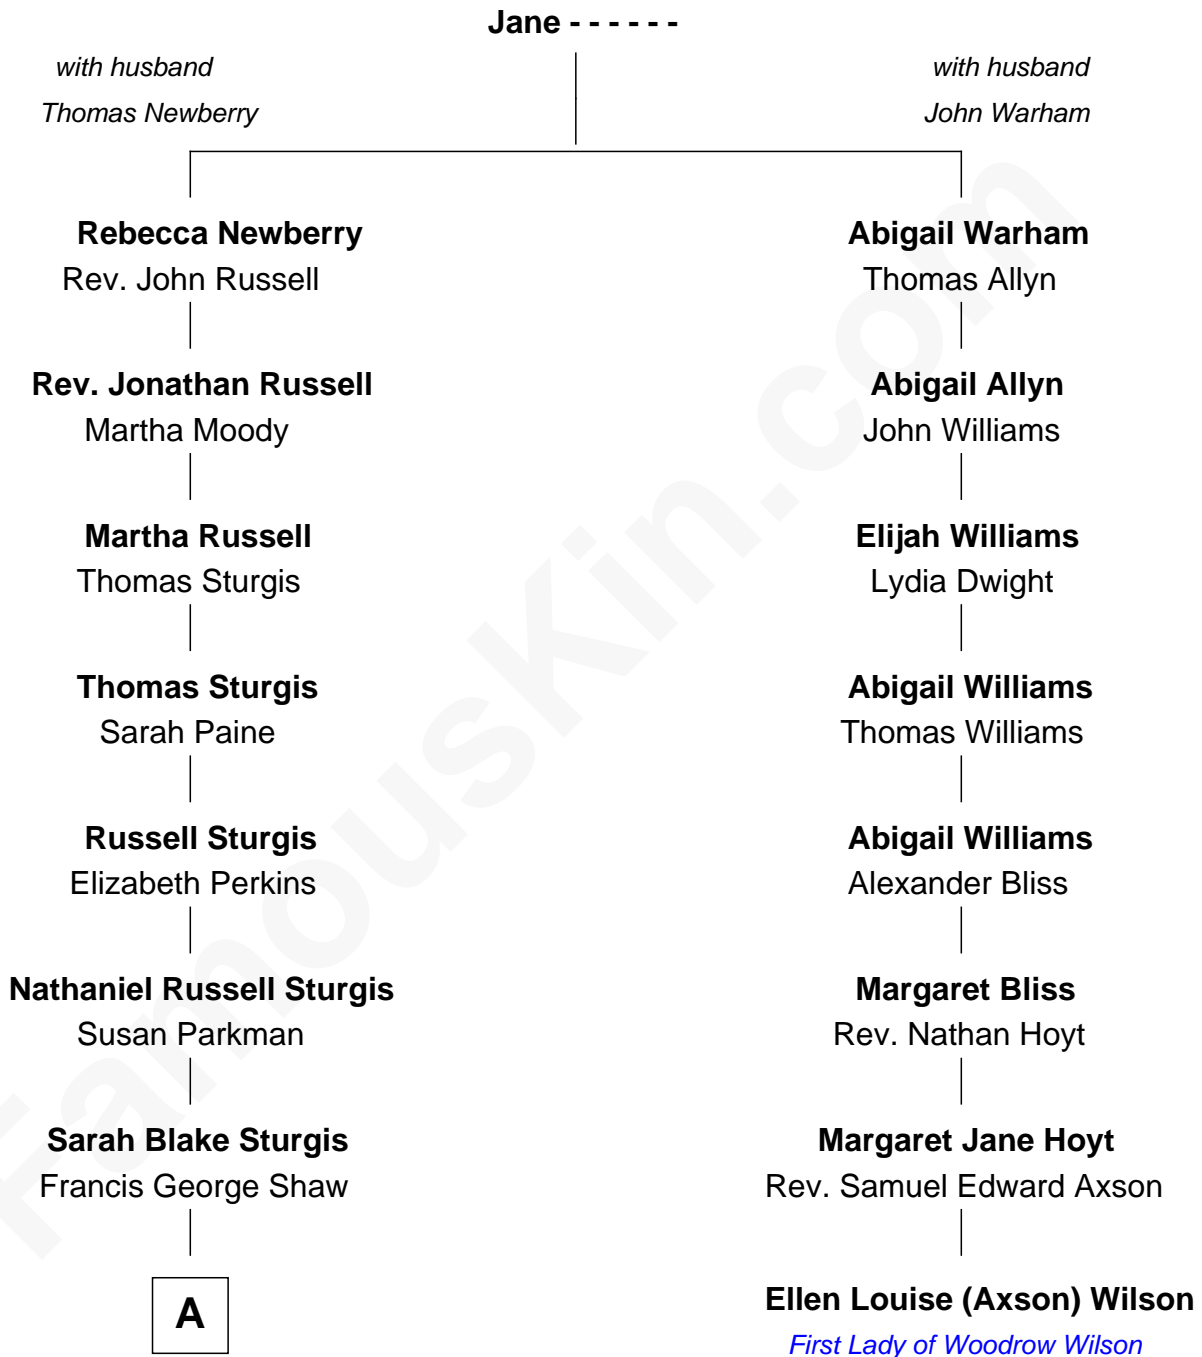 Jane - - - - - -
with husband
Thomas Newberry
with husband
John Warham
Rebecca Newberry
Rev. John Russell
Abigail Warham
Thomas Allyn
Rev. Jonathan Russell
Martha Moody
Abigail Allyn
John Williams
Martha Russell
Thomas Sturgis
Elijah Williams
Lydia Dwight
Thomas Sturgis
Sarah Paine
Abigail Williams
Thomas Williams
Russell Sturgis
Elizabeth Perkins
Abigail Williams
Alexander Bliss
Nathaniel Russell Sturgis
Susan Parkman
Margaret Bliss
Rev. Nathan Hoyt
Sarah Blake Sturgis
Francis George Shaw
Margaret Jane Hoyt
Rev. Samuel Edward Axson
A
Ellen Louise (Axson) Wilson
First Lady of Woodrow Wilson
FamousKin.com